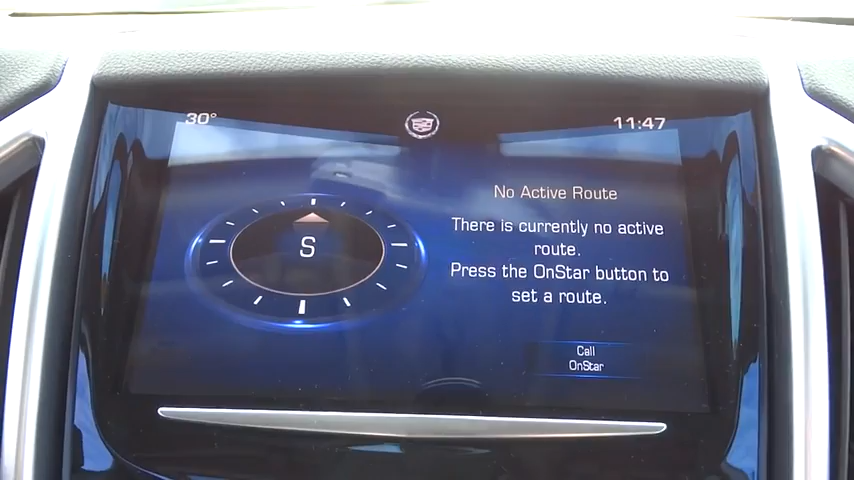 30°
11:47
No Active Route
S
There is currently no active
route.
Press the OnStar button to
set a route.
Call
OnStar